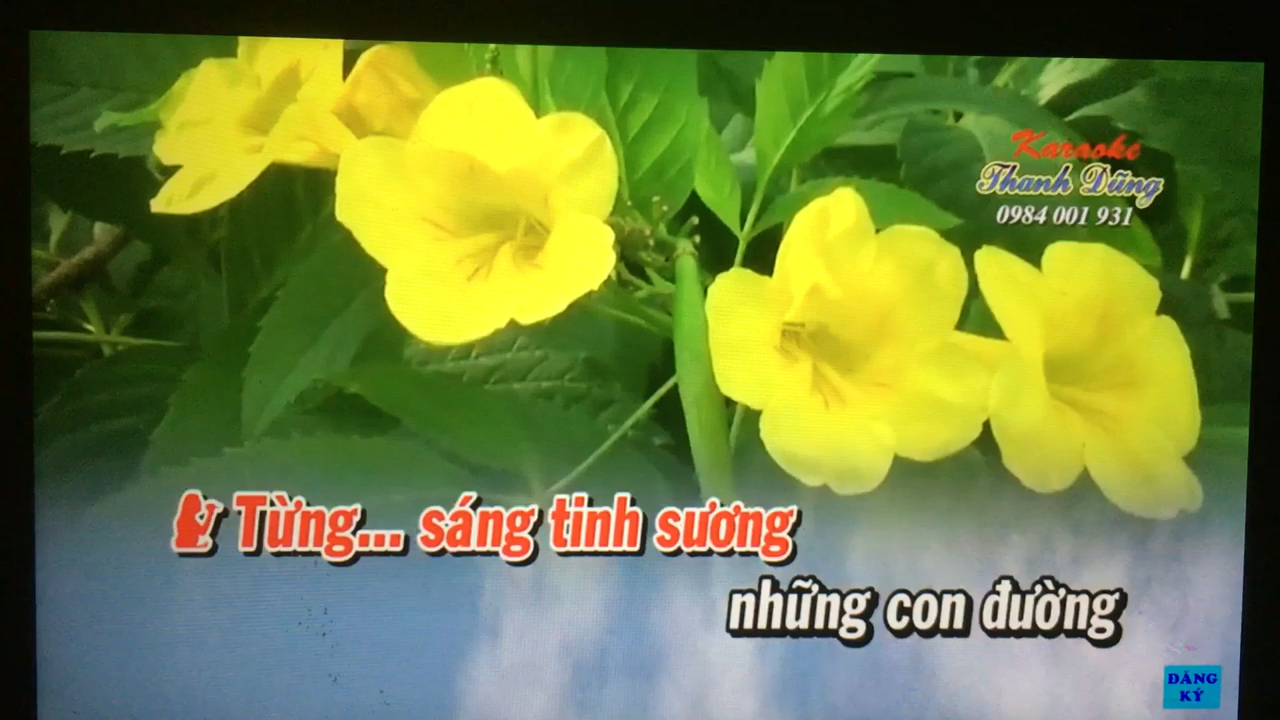 Karaoke
Thanh Dũng
0984 001 931
Từng... sáng tinh sương
những con đường
ĐĂNG
KÝ